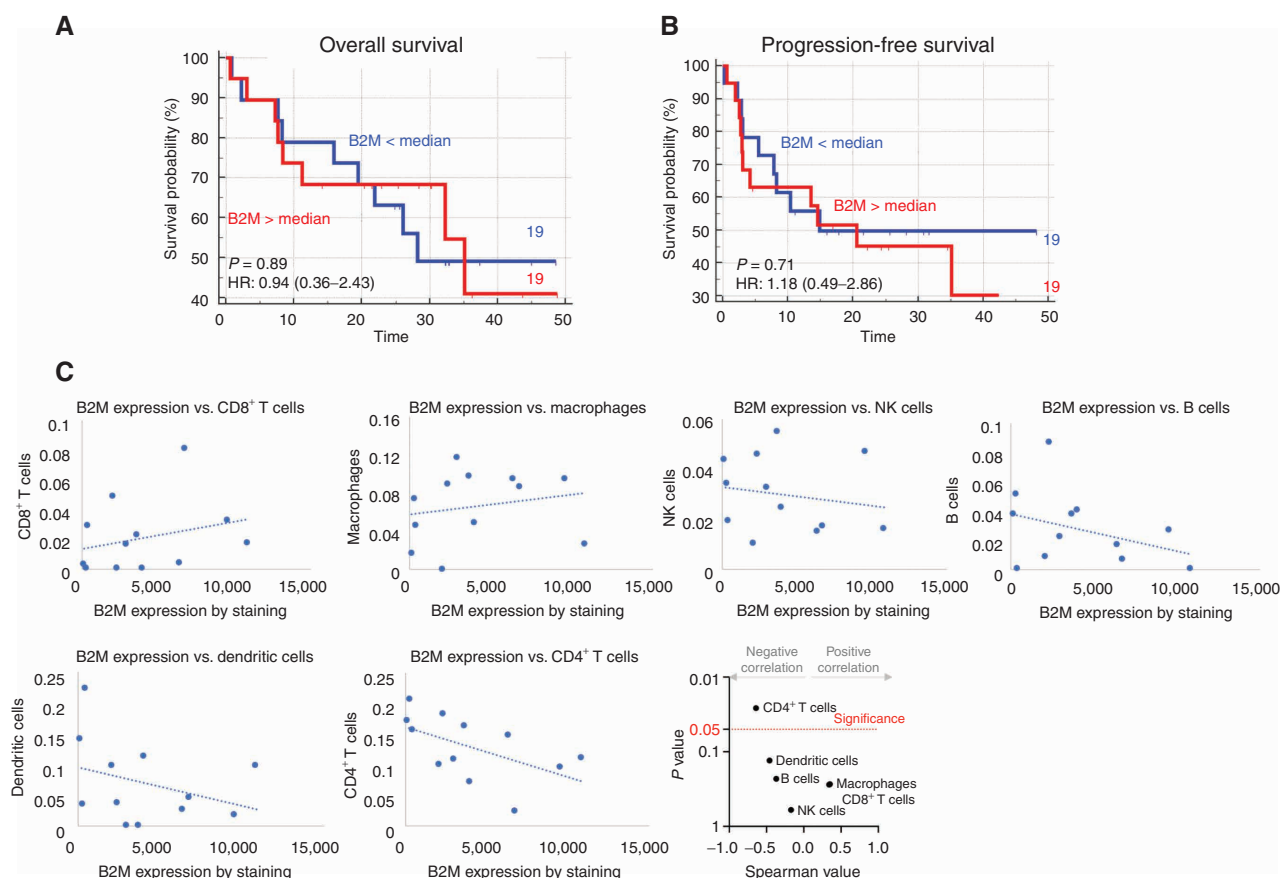 A
Overall survival
Survival probability (%)
100
90
80
70
60
50
40
B2M < median
B2M > median
19
19
P = 0.89
HR: 0.94 (0.36–2.43)
0 10 20 30 40 50
Time
B
Progression-free survival
Survival probability (%)
100
90
80
70
60
50
40
30
B2M < median
B2M > median
19
19
P = 0.71
HR: 1.18 (0.49–2.86)
0 10 20 30 40 50
Time
C
B2M expression vs. CD8⁺ T cells
CD8⁺ T cells
0.1
0.08
0.06
0.04
0.02
0
0 5,000 10,000 15,000
B2M expression by staining
B2M expression vs. macrophages
Macrophages
0.16
0.12
0.08
0.04
0
0 5,000 10,000 15,000
B2M expression by staining
B2M expression vs. NK cells
NK cells
0.06
0.04
0.02
0
0 5,000 10,000 15,000
B2M expression by staining
B2M expression vs. B cells
B cells
0.1
0.08
0.06
0.04
0.02
0
0 5,000 10,000 15,000
B2M expression by staining
B2M expression vs. dendritic cells
Dendritic cells
0.25
0.2
0.15
0.1
0.05
0
0 5,000 10,000 15,000
B2M expression by staining
B2M expression vs. CD4⁺ T cells
CD4⁺ T cells
0.25
0.2
0.15
0.1
0.05
0
0 5,000 10,000 15,000
B2M expression by staining
Negative correlation
Positive correlation
P value
0.01
0.05
0.1
1
CD4⁺ T cells
Significance
Dendritic cells
B cells
Macrophages
CD8⁺ T cells
NK cells
−1.0 −0.5 0.0 0.5 1.0
Spearman value